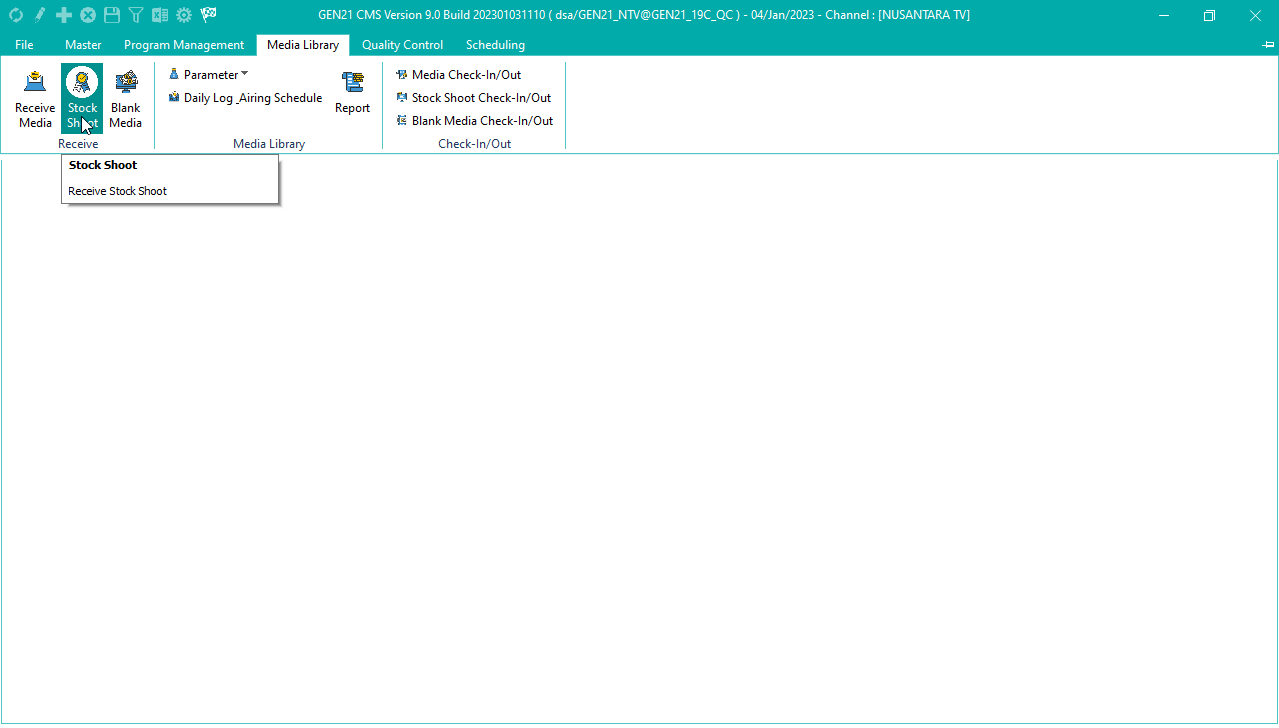 GEN21 CMS Version 9.0 Build 202301031110 ( dsa/GEN21_NTV@GEN21_19C_QC ) - 04/Jan/2023 - Channel : [NUSANTARA TV]
File Master Program Management Media Library Quality Control Scheduling
Receive Media
Stock Shoot
Blank Media
Receive
Parameter
Daily Log _Airing Schedule
Report
Media Library
Media Check-In/Out
Stock Shoot Check-In/Out
Blank Media Check-In/Out
Check-In/Out
Stock Shoot
Receive Stock Shoot